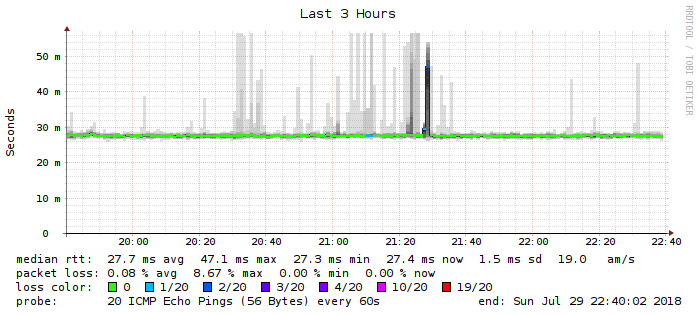 Last 3 Hours
RRDTOOL / TOBI OETIKER
Seconds
50 m
40 m
30 m
20 m
10 m
0
20:00 20:20 20:40 21:00 21:20 21:40 22:00 22:20 22:40
median rtt: 27.7 ms avg 47.1 ms max 27.3 ms min 27.4 ms now 1.5 ms sd 19.0 am/s
packet loss: 0.08 % avg 8.67 % max 0.00 % min 0.00 % now
loss color: 0 1/20 2/20 3/20 4/20 10/20 19/20
probe: 20 ICMP Echo Pings (56 Bytes) every 60s end: Sun Jul 29 22:40:02 2018